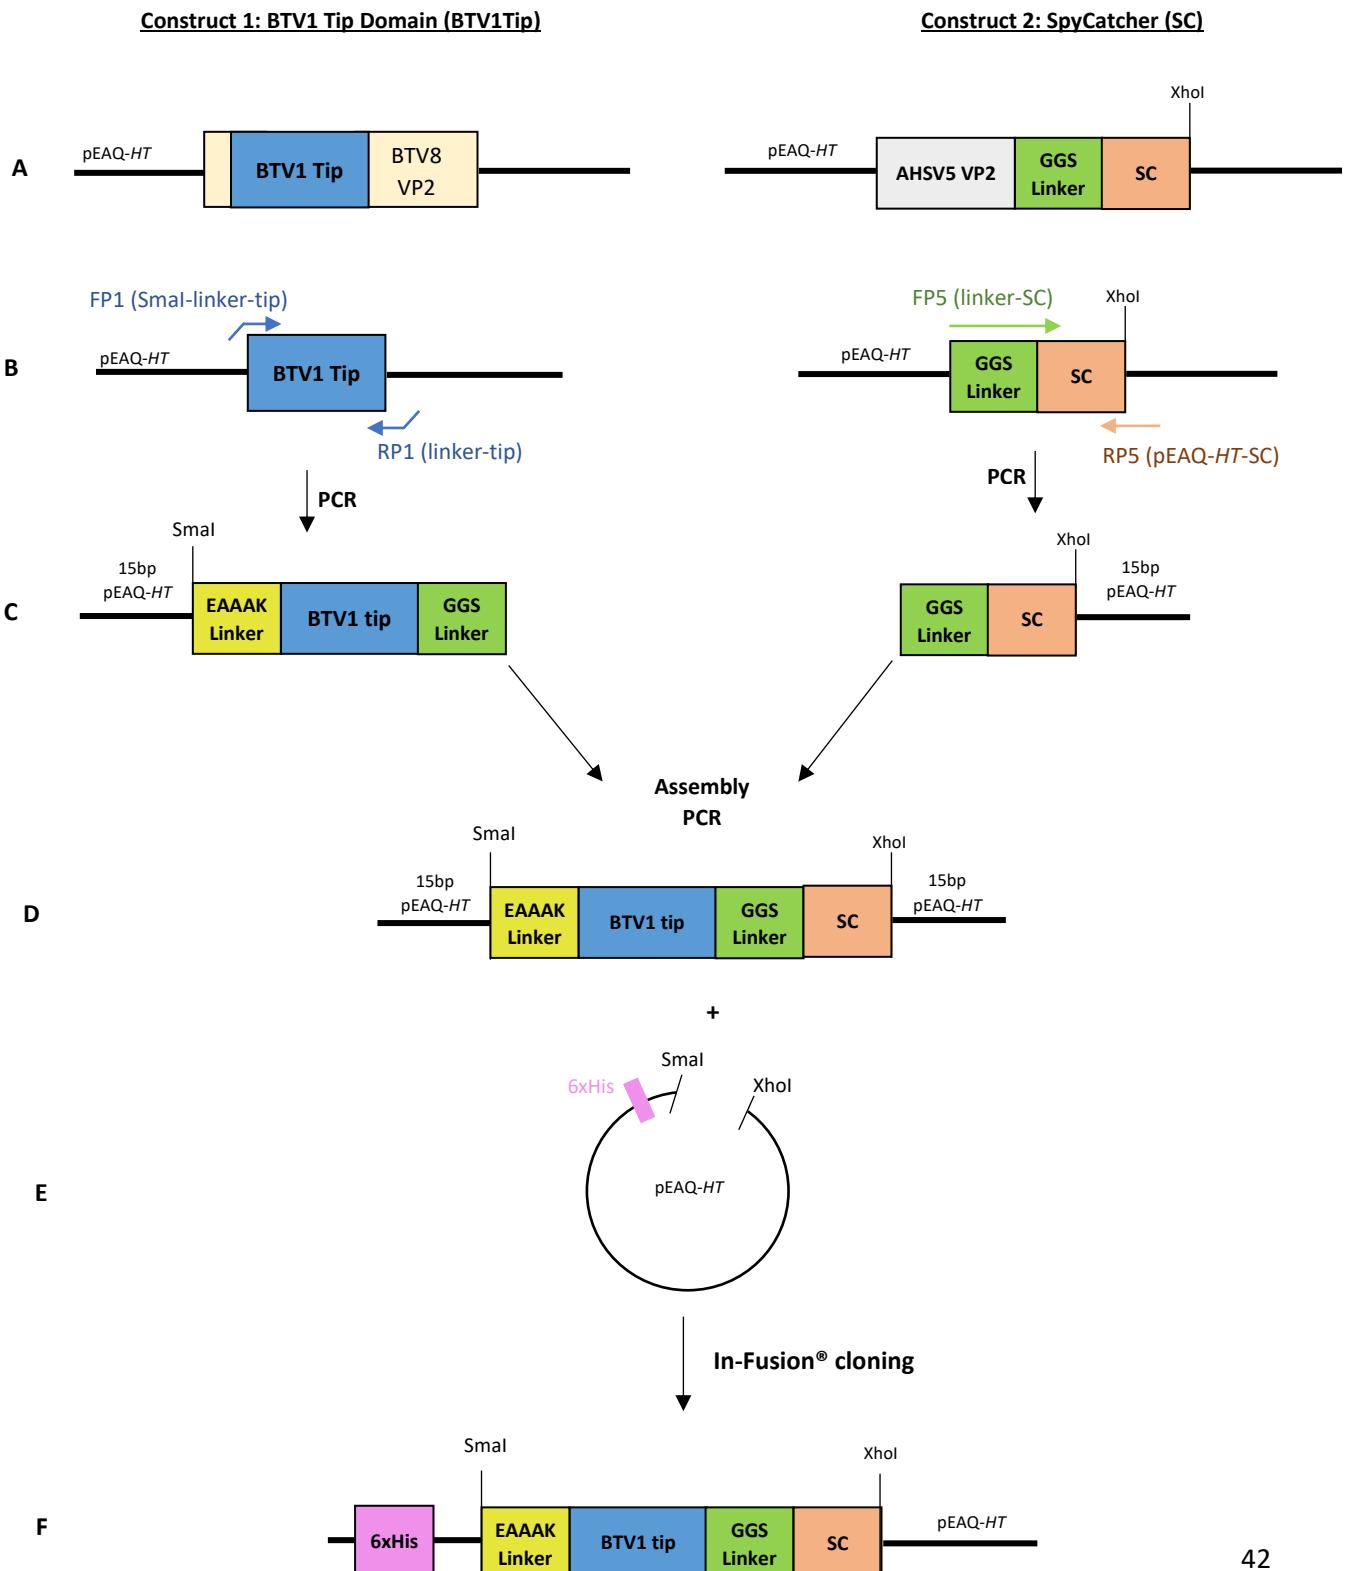 Construct 1: BTV1 Tip Domain (BTV1Tip)
Construct 2: SpyCatcher (SC)
A
pEAQ-HT
BTV1 Tip
BTV8
VP2
pEAQ-HT
AHSV5 VP2
GGS
Linker
SC
XhoI
B
FP1 (SmaI-linker-tip)
pEAQ-HT
BTV1 Tip
RP1 (linker-tip)
PCR
FP5 (linker-SC)
XhoI
pEAQ-HT
GGS
Linker
SC
RP5 (pEAQ-HT-SC)
PCR
C
SmaI
15bp
pEAQ-HT
EAAAK
Linker
BTV1 tip
GGS
Linker
GGS
Linker
SC
XhoI
15bp
pEAQ-HT
Assembly
PCR
D
SmaI
15bp
pEAQ-HT
EAAAK
Linker
BTV1 tip
GGS
Linker
SC
XhoI
15bp
pEAQ-HT
+
E
6xHis
SmaI
XhoI
pEAQ-HT
In-Fusion® cloning
F
SmaI
6xHis
EAAAK
Linker
BTV1 tip
GGS
Linker
SC
XhoI
pEAQ-HT
42